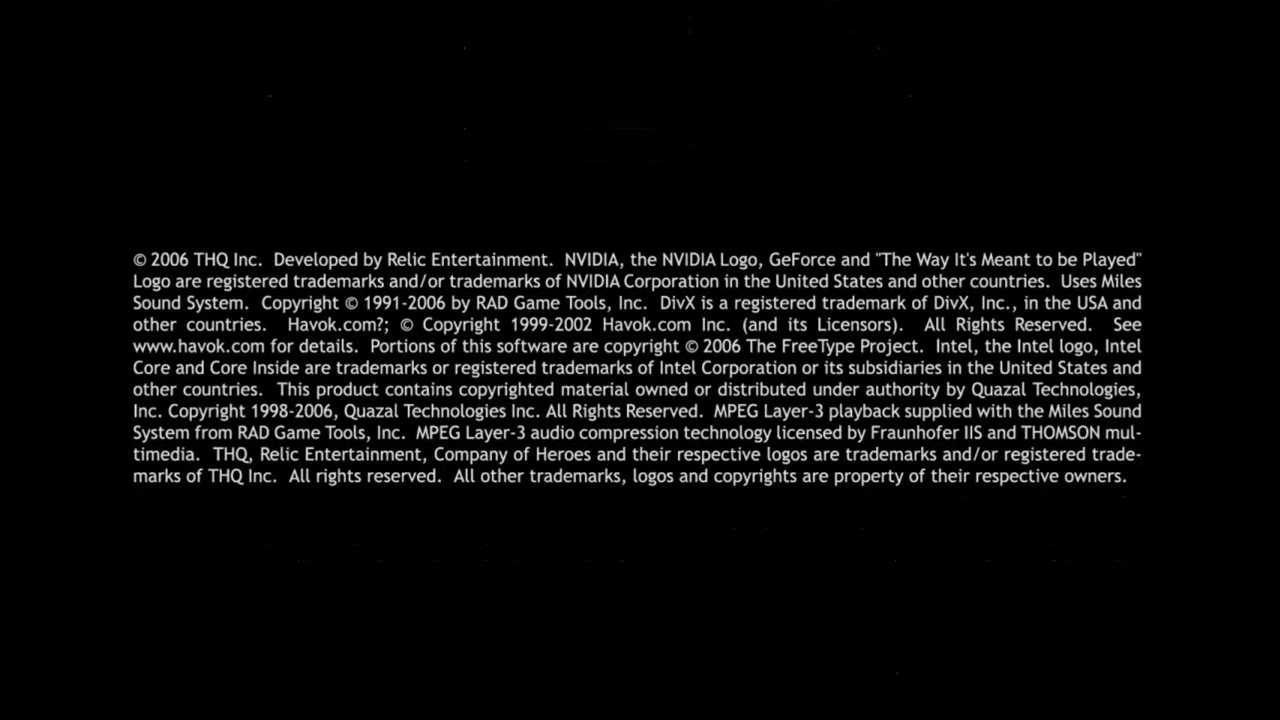 © 2006 THQ Inc.  Developed by Relic Entertainment.  NVIDIA, the NVIDIA Logo, GeForce and "The Way It's Meant to be Played"
Logo are registered trademarks and/or trademarks of NVIDIA Corporation in the United States and other countries.  Uses Miles
Sound System.  Copyright © 1991-2006 by RAD Game Tools, Inc.  DivX is a registered trademark of DivX, Inc., in the USA and
other countries.  Havok.com?; © Copyright 1999-2002 Havok.com Inc. (and its Licensors).  All Rights Reserved.  See
www.havok.com for details.  Portions of this software are copyright © 2006 The FreeType Project.  Intel, the Intel logo, Intel
Core and Core Inside are trademarks or registered trademarks of Intel Corporation or its subsidiaries in the United States and
other countries.  This product contains copyrighted material owned or distributed under authority by Quazal Technologies,
Inc. Copyright 1998-2006, Quazal Technologies Inc. All Rights Reserved.  MPEG Layer-3 playback supplied with the Miles Sound
System from RAD Game Tools, Inc.  MPEG Layer-3 audio compression technology licensed by Fraunhofer IIS and THOMSON mul-
timedia.  THQ, Relic Entertainment, Company of Heroes and their respective logos are trademarks and/or registered trade-
marks of THQ Inc.  All rights reserved.  All other trademarks, logos and copyrights are property of their respective owners.